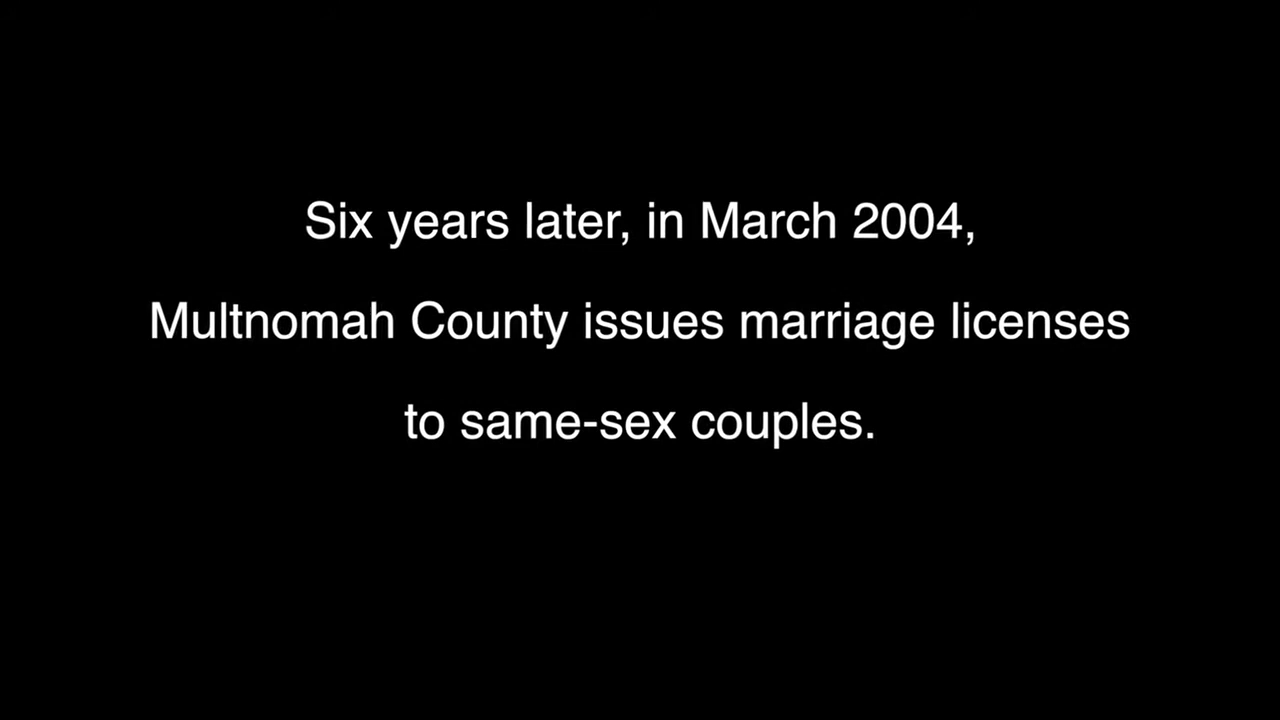 Six years later, in March 2004,
Multnomah County issues marriage licenses
to same-sex couples.